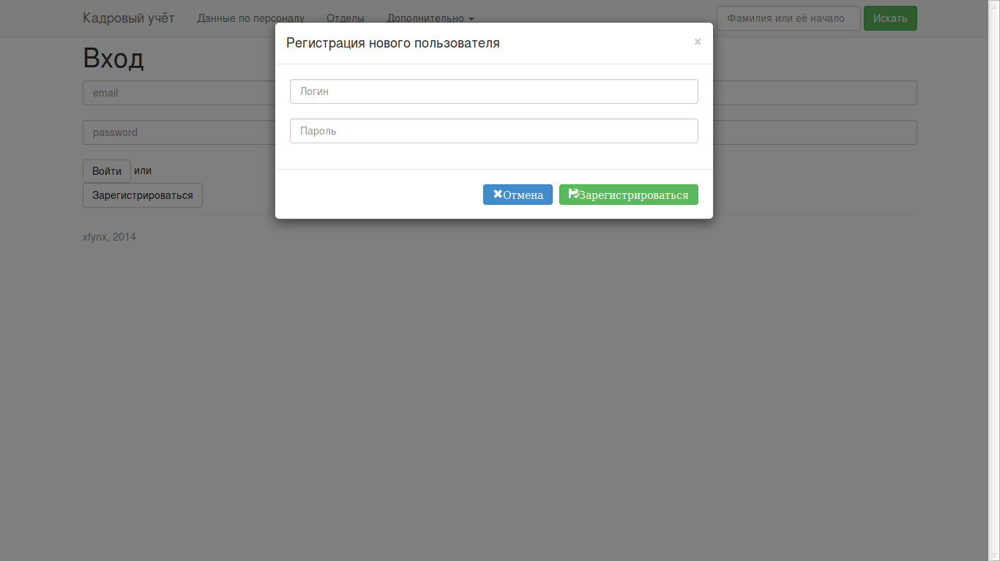 Кадровый учёт Данные по персоналу Отделы Дополнительно Фамилия или её начало Искать
Регистрация нового пользователя ×
Вход
Логин
email
Пароль
password
Войти или
Отмена Зарегистрироваться
Зарегистрироваться
xfynx, 2014